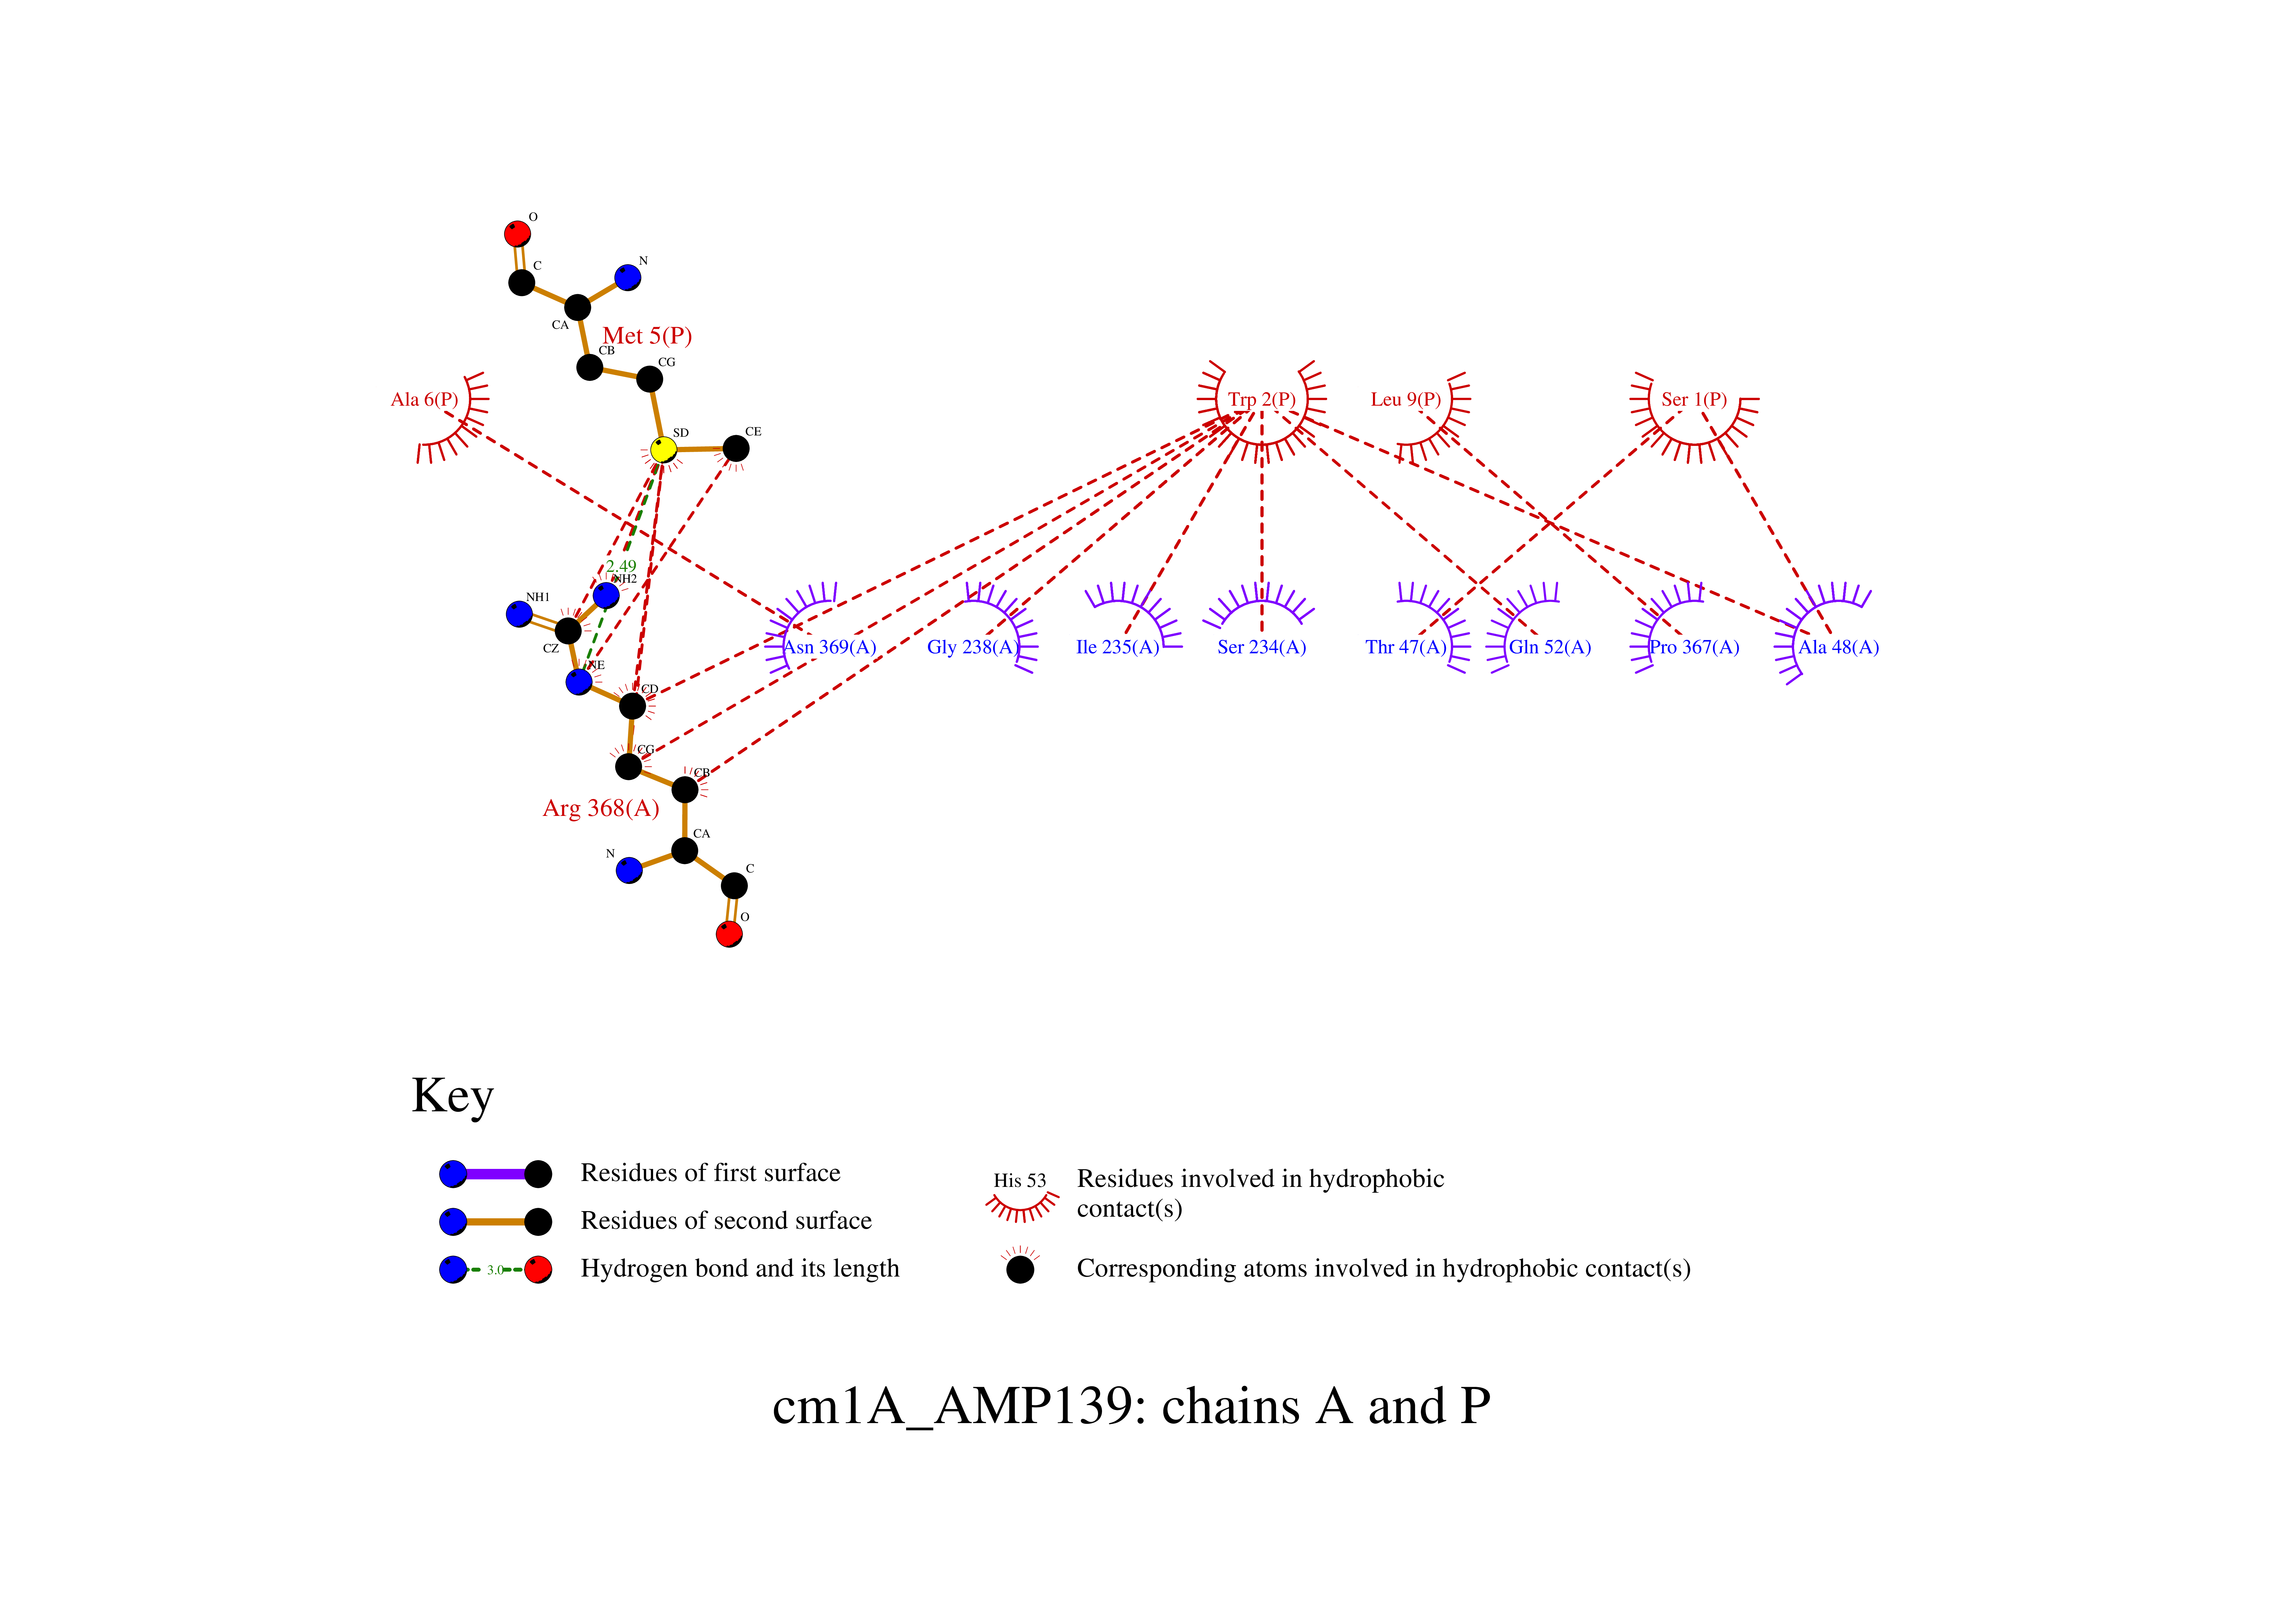 O
C
N
CA
Met 5(P)
CB
CG
Ala 6(P)
Trp 2(P)
Leu 9(P)
Ser 1(P)
SD
CE
2.49
NH2
NH1
CZ
NE
Asn 369(A)
Gly 238(A)
Ile 235(A)
Ser 234(A)
Thr 47(A)
Gln 52(A)
Pro 367(A)
Ala 48(A)
CD
CG
CB
Arg 368(A)
CA
N
C
O
Key
Residues of first surface
Residues of second surface
3.0
Hydrogen bond and its length
His 53
Residues involved in hydrophobic
contact(s)
Corresponding atoms involved in hydrophobic contact(s)
cm1A_AMP139: chains A and P